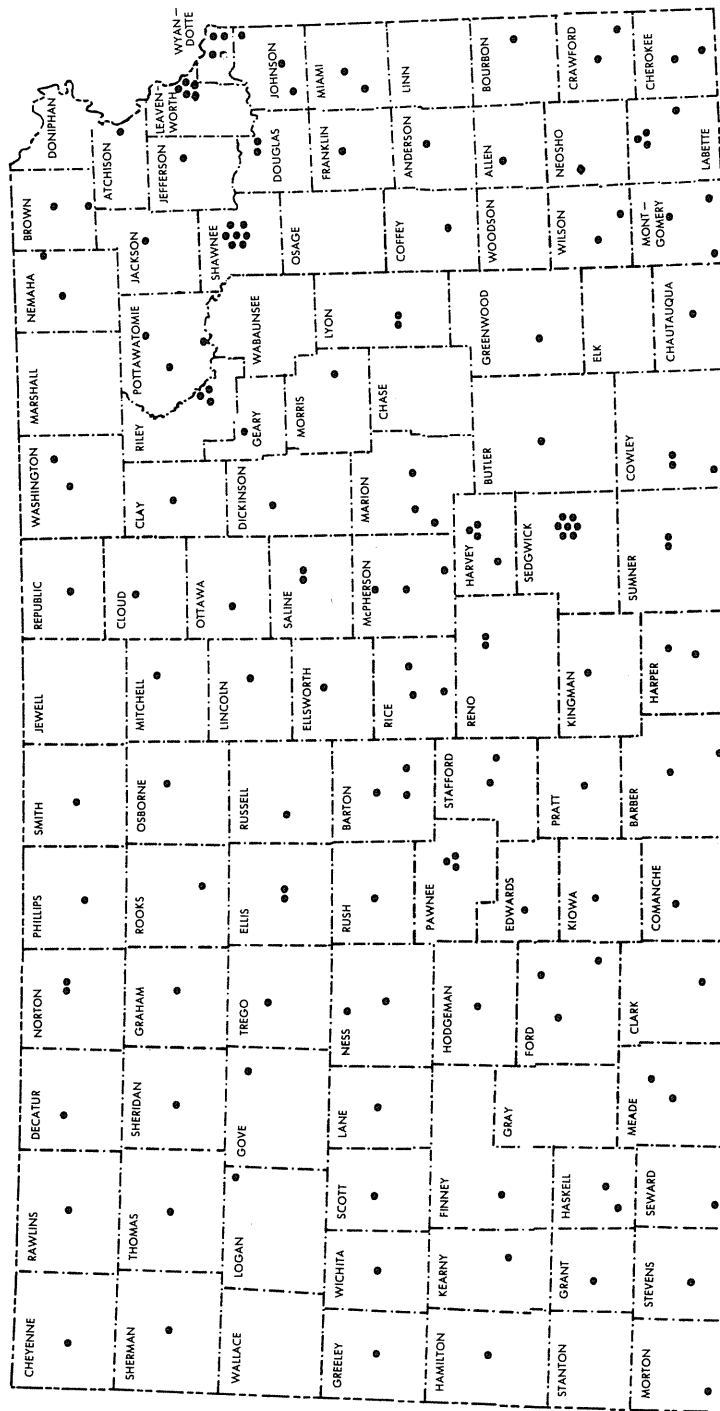 CHEYENNE
RAWLINS
DECATUR
NORTON
PHILLIPS
SMITH
JEWELL
REPUBLIC
WASHINGTON
MARSHALL
NEMAHA
BROWN
DONIPHAN
SHERMAN
THOMAS
SHERIDAN
GRAHAM
ROOKS
OSBORNE
MITCHELL
CLOUD
CLAY
RILEY
POTTAWATOMIE
JACKSON
ATCHISON
JEFFERSON
LEAVEN-
WORTH
WYAN-
DOTTE
WALLACE
LOGAN
GOVE
TREGO
ELLIS
RUSSELL
LINCOLN
OTTAWA
DICKINSON
GEARY
WABAUNSEE
SHAWNEE
DOUGLAS
JOHNSON
GREELEY
WICHITA
SCOTT
LANE
NESS
RUSH
BARTON
ELLSWORTH
SALINE
MORRIS
LYON
OSAGE
FRANKLIN
MIAMI
HAMILTON
KEARNY
FINNEY
HODGEMAN
PAWNEE
STAFFORD
RICE
McPHERSON
MARION
CHASE
COFFEY
ANDERSON
LINN
GRAY
FORD
EDWARDS
RENO
HARVEY
SEDGWICK
BUTLER
GREENWOOD
WOODSON
ALLEN
BOURBON
STANTON
GRANT
HASKELL
KIOWA
PRATT
KINGMAN
ELK
WILSON
NEOSHO
CRAWFORD
MORTON
STEVENS
SEWARD
MEADE
CLARK
COMANCHE
BARBER
HARPER
SUMNER
COWLEY
CHAUTAUQUA
MONT-
GOMERY
LABETTE
CHEROKEE